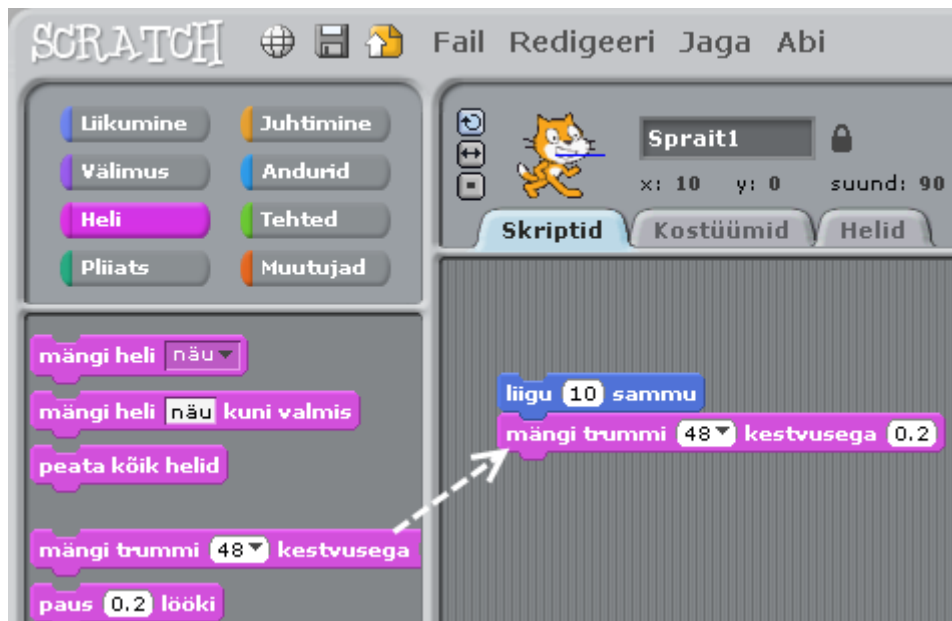 SCRATCH Fail Redigeeri Jaga Abi
Liikumine Juhtimine
Välimus Andurid
Heli Tehted
Pliiats Muutujad
Sprait1
x: 10 y: 0 suund: 90
Skriptid Kostüümid Helid
mängi heli näu
mängi heli näu kuni valmis
peata kõik helid
mängi trummi 48 kestvusega
paus 0.2 lööki
liigu 10 sammu
mängi trummi 48 kestvusega 0.2